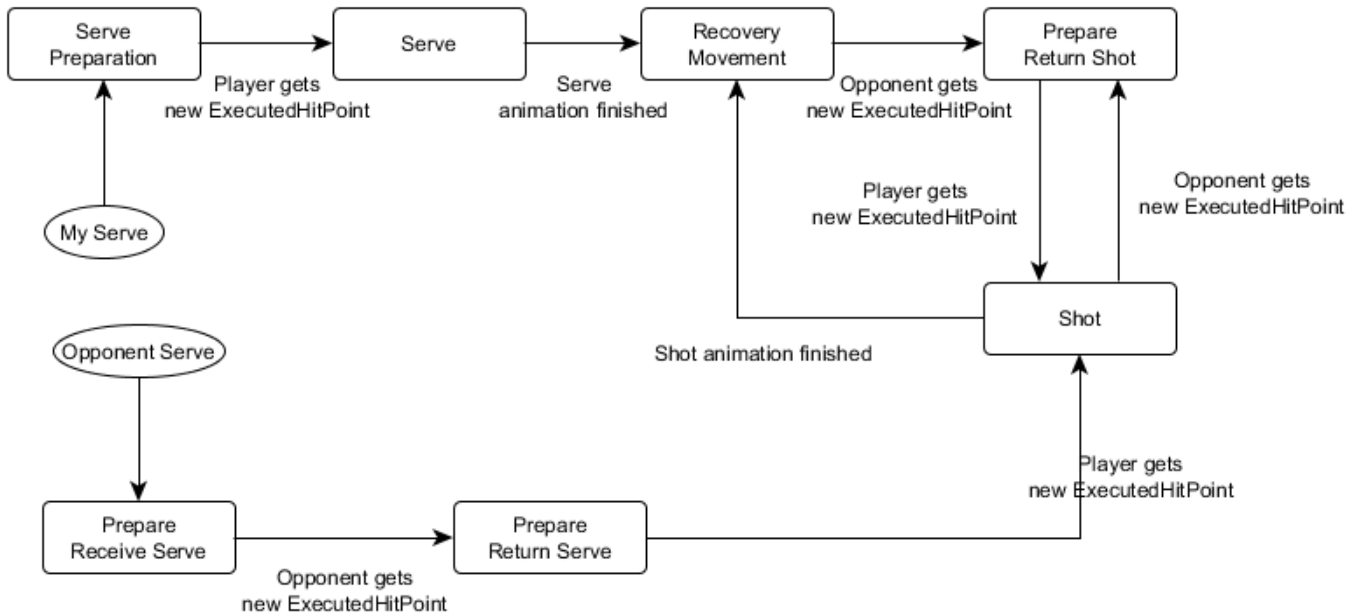 Serve
Preparation
Serve
Recovery
Movement
Prepare
Return Shot
Player gets
new ExecutedHitPoint
Serve
animation finished
Opponent gets
new ExecutedHitPoint
Player gets
new ExecutedHitPoint
Opponent gets
new ExecutedHitPoint
My Serve
Shot
Opponent Serve
Shot animation finished
Player gets
new ExecutedHitPoint
Prepare
Receive Serve
Prepare
Return Serve
Opponent gets
new ExecutedHitPoint